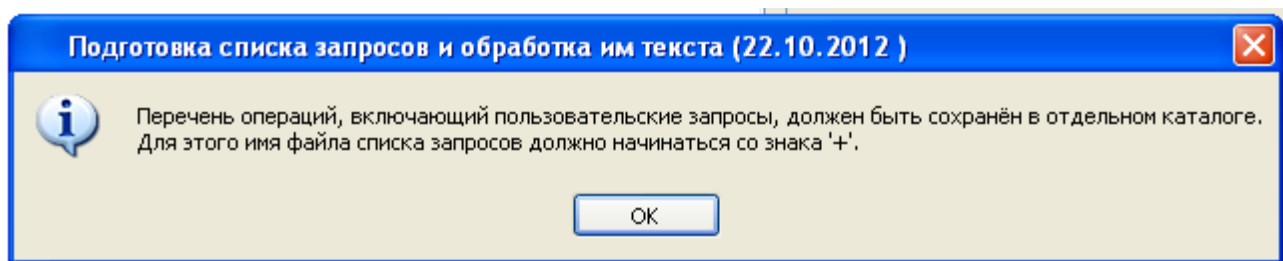 Подготовка списка запросов и обработка им текста (22.10.2012 )
Перечень операций, включающий пользовательские запросы, должен быть сохранён в отдельном каталоге.
Для этого имя файла списка запросов должно начинаться со знака '+'.
OK